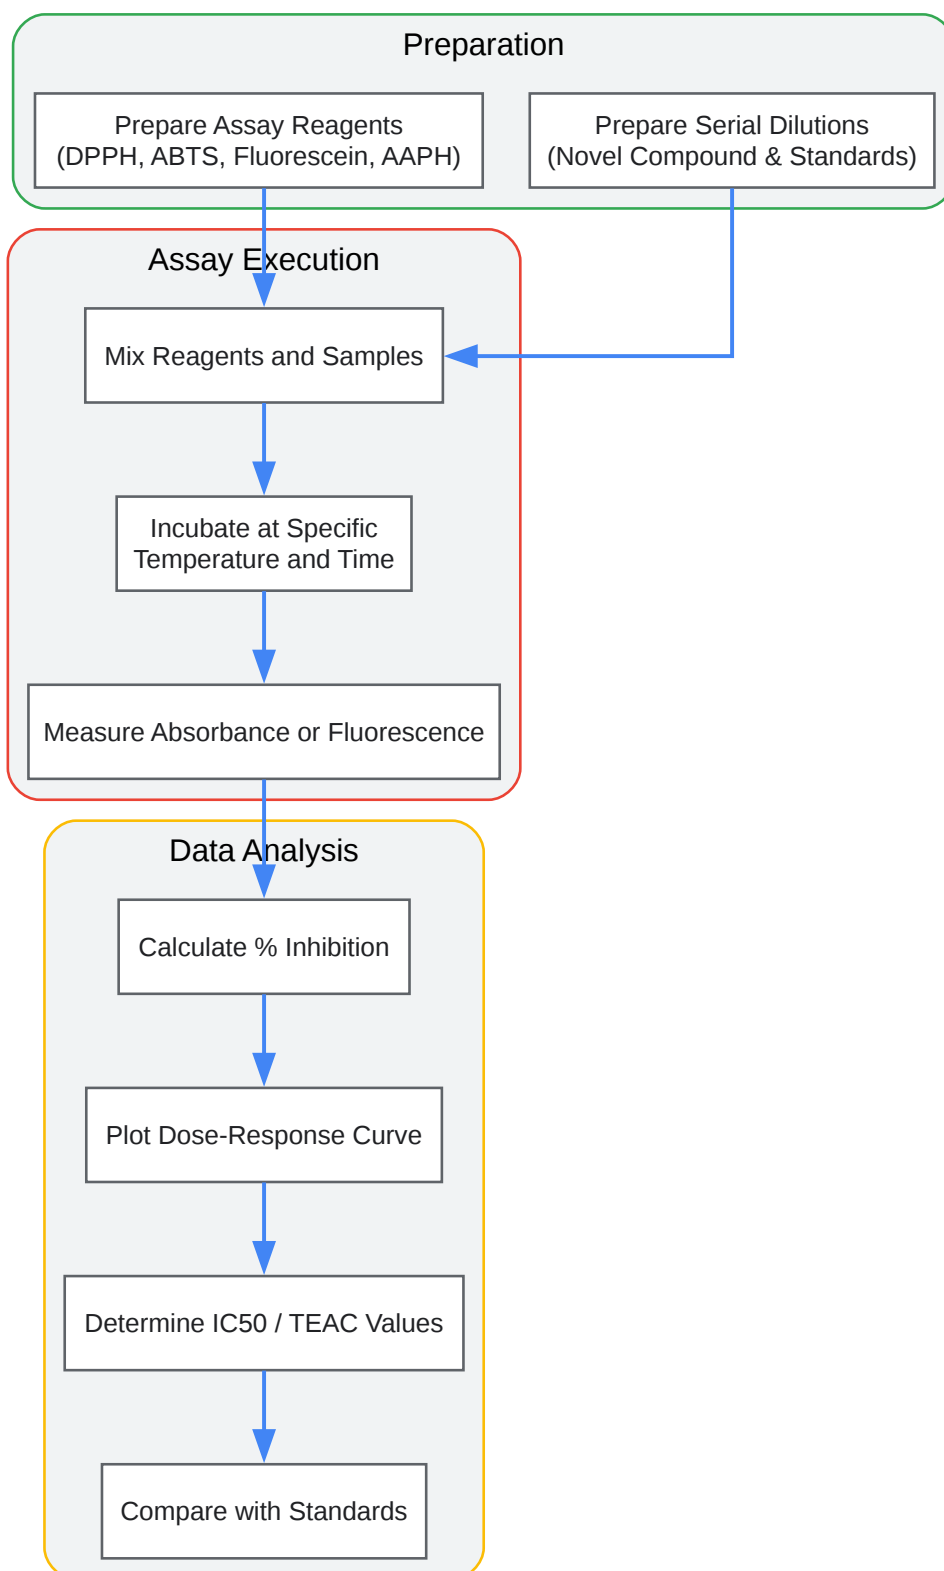 Preparation
Prepare Assay Reagents
(DPPH, ABTS, Fluorescein, AAPH)
Prepare Serial Dilutions
(Novel Compound & Standards)
Assay Execution
Mix Reagents and Samples
Incubate at Specific
Temperature and Time
Measure Absorbance or Fluorescence
Data Analysis
Calculate % Inhibition
Plot Dose-Response Curve
Determine IC50 / TEAC Values
Compare with Standards